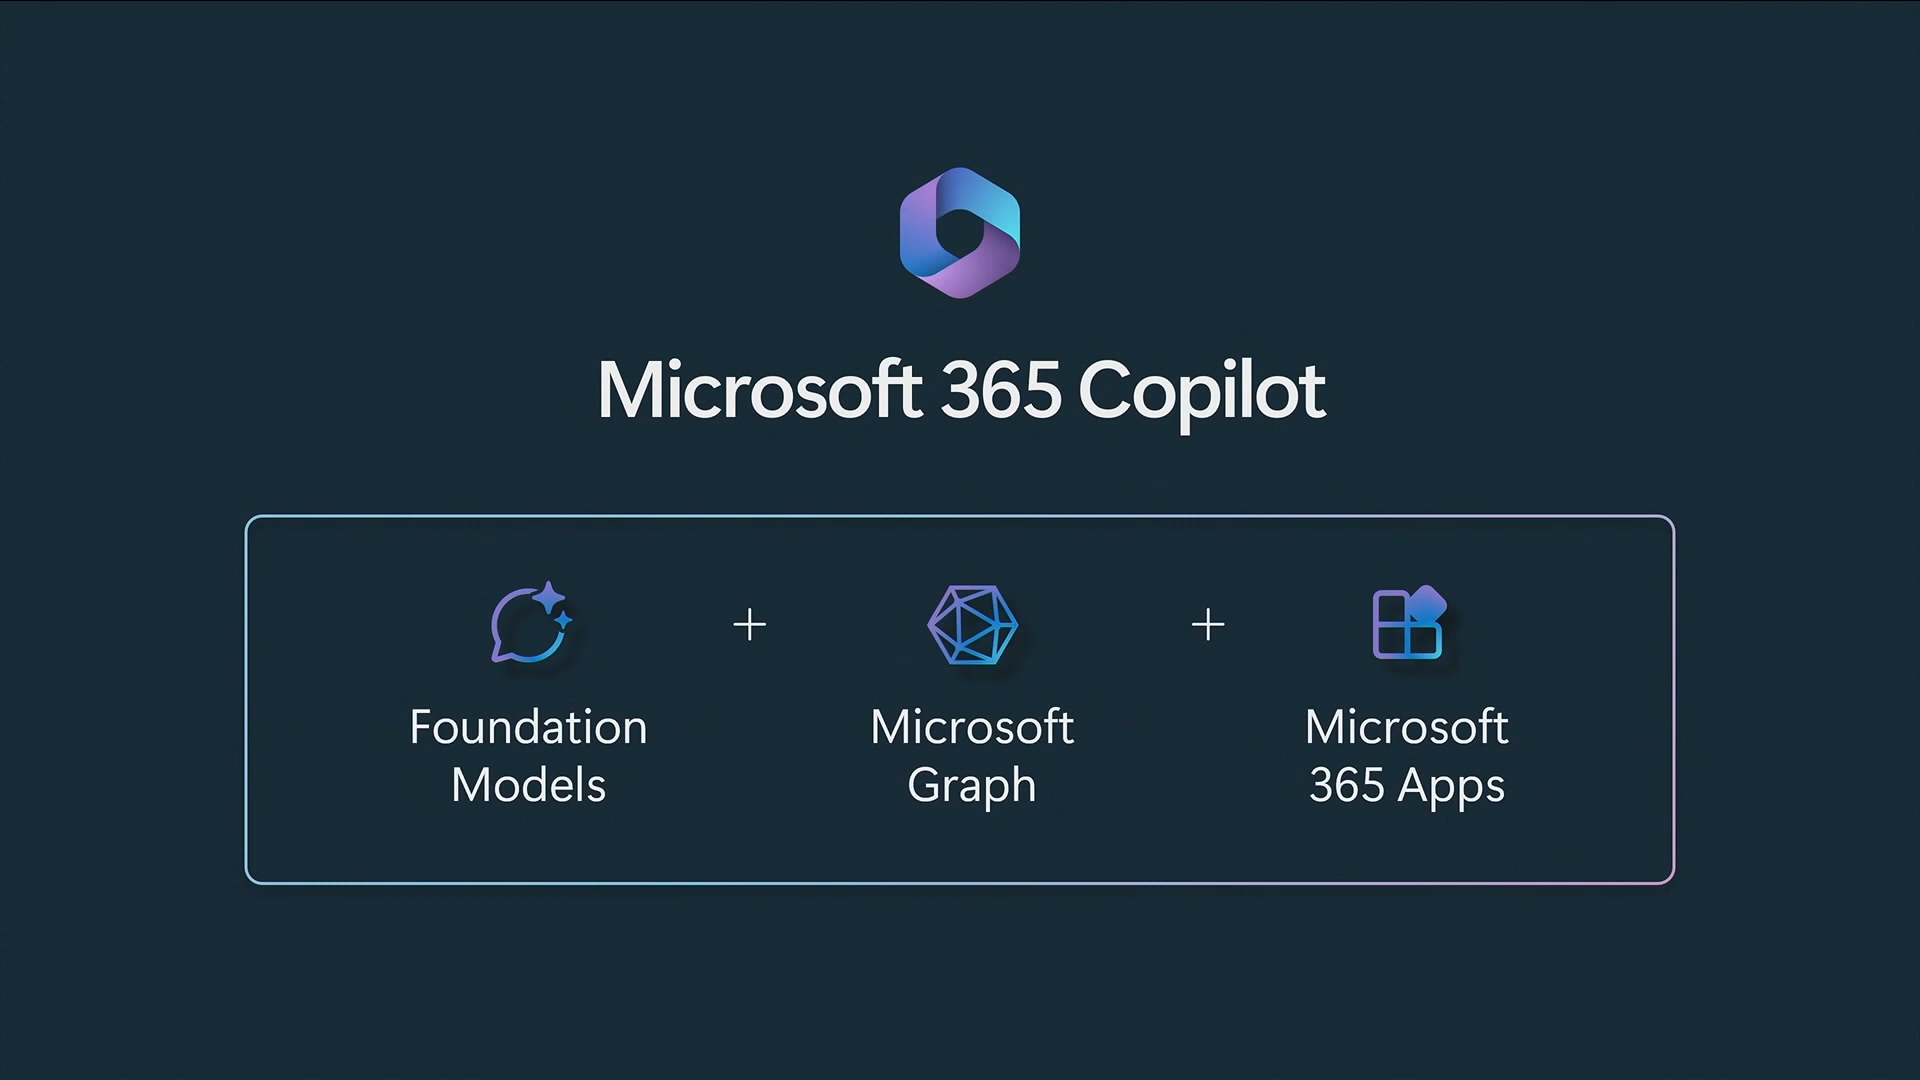 Microsoft 365 Copilot
Foundation
Models
+
Microsoft
Graph
+
Microsoft
365 Apps